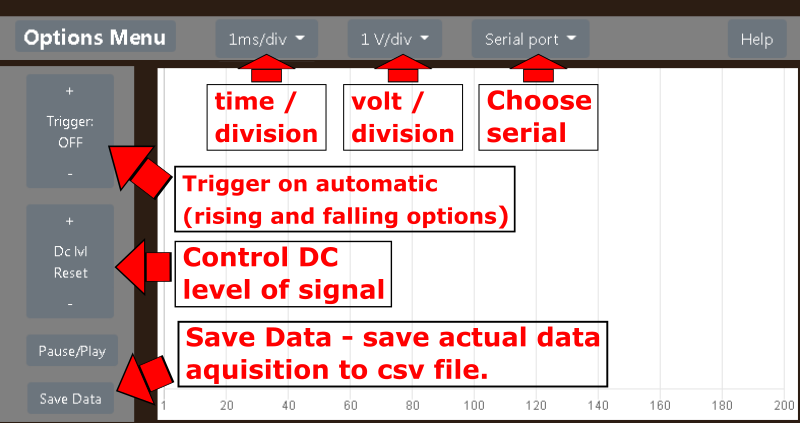 Options Menu
1ms/div
1 V/div
Serial port
Help
time /
division
volt /
division
Choose
serial
+
Trigger:
OFF
-
Trigger on automatic
(rising and falling options)
+
Dc lvl
Reset
-
Control DC
level of signal
Pause/Play
Save Data - save actual data
aquisition to csv file.
Save Data
1 20 40 60 80 100 120 140 160 180 200